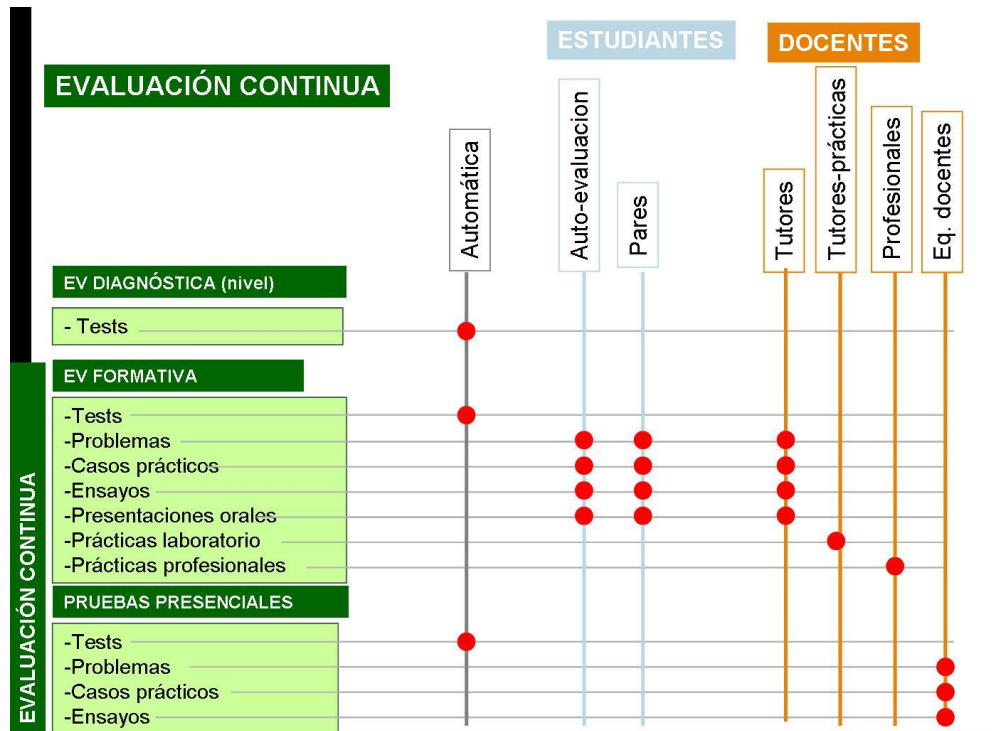 ESTUDIANTES
DOCENTES
EVALUACIÓN CONTINUA
Automática
Auto-evaluacion
Pares
Tutores
Tutores-prácticas
Profesionales
Eq. docentes
EV DIAGNÓSTICA (nivel)
- Tests
EV FORMATIVA
-Tests
-Problemas
-Casos prácticos
-Ensayos
-Presentaciones orales
-Prácticas laboratorio
-Prácticas profesionales
PRUEBAS PRESENCIALES
-Tests
-Problemas
-Casos prácticos
-Ensayos
EVALUACIÓN CONTINUA